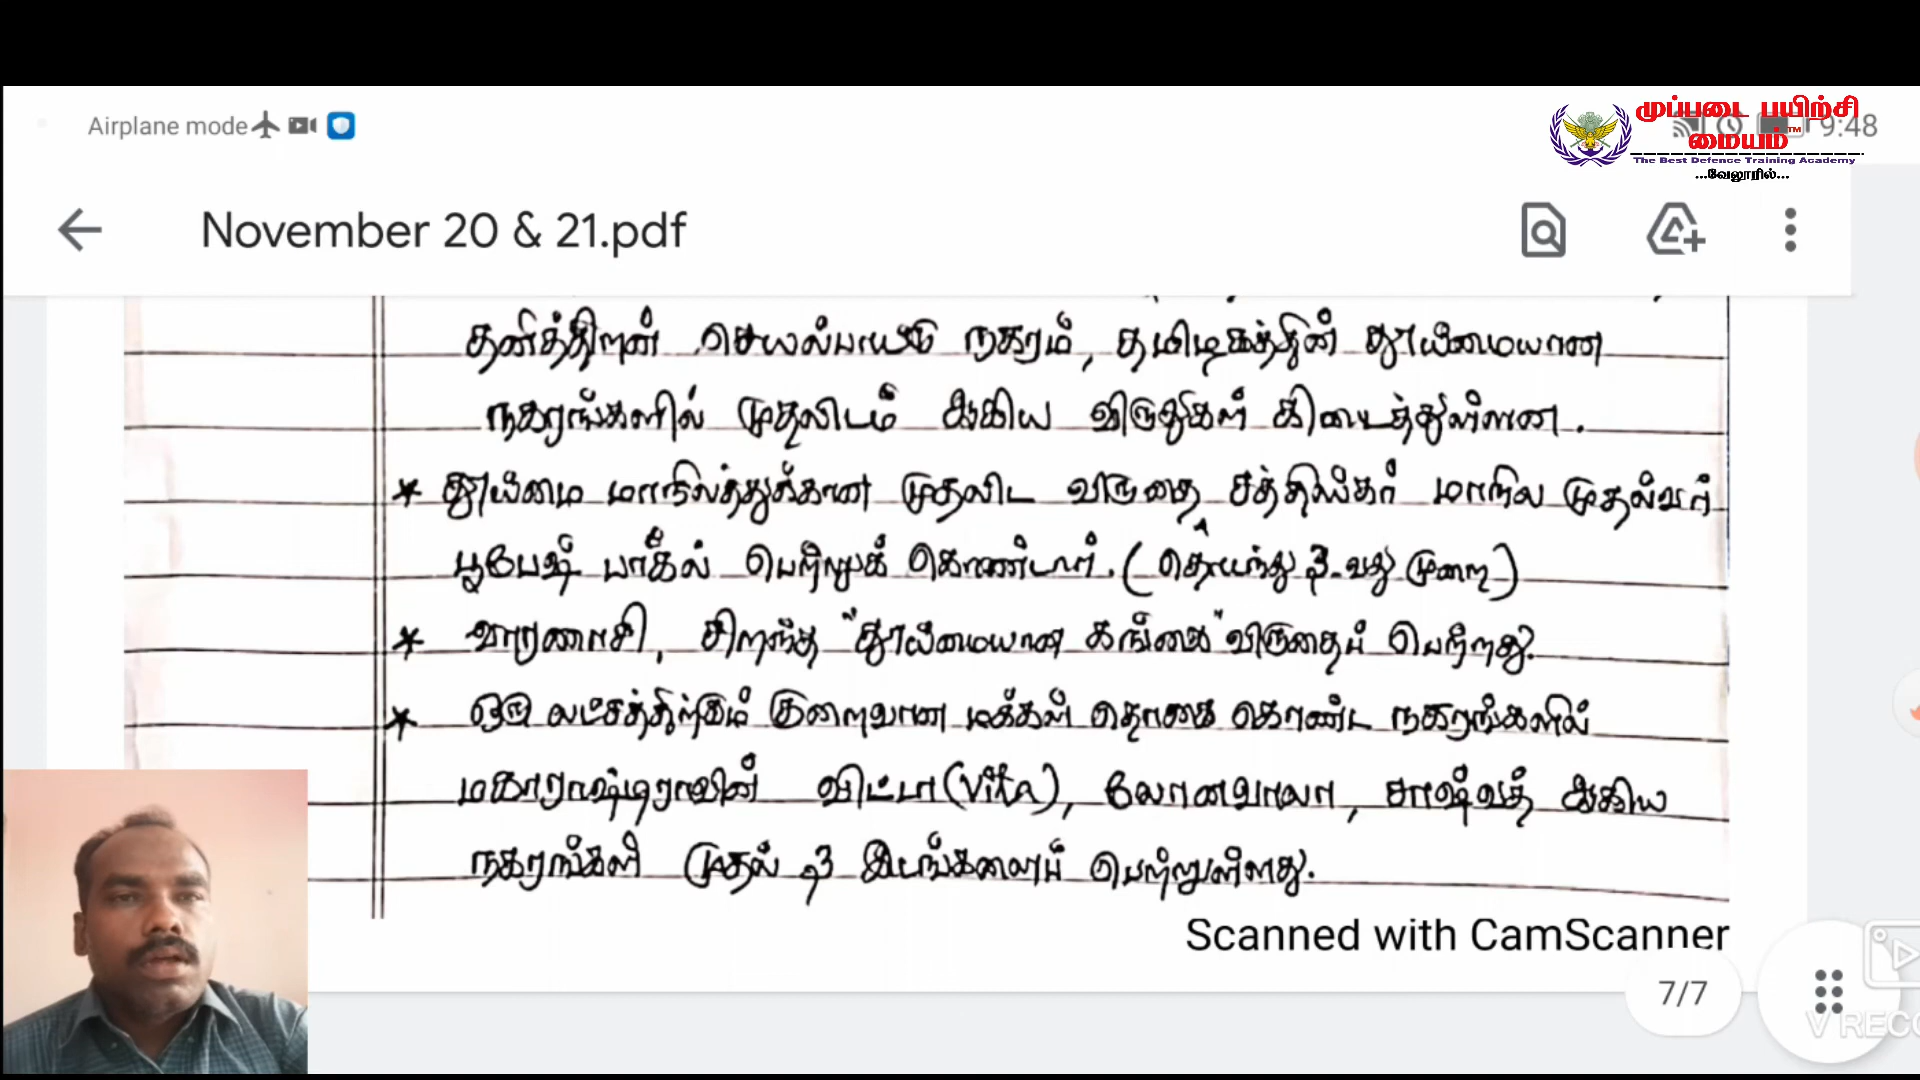 Airplane mode
முப்படை பயிற்சி
மையம்™
9:48
The Best Defence Training Academy
...வேலூரில்...
November 20 & 21.pdf
தனித்திறன் செயல்பாட்டு நகரம், தமிழகத்தின் தூய்மையான
நகரங்களில் முதலிடம் ஆகிய விருதுகள் கிடைத்துள்ளன.
* தூய்மை மாநிலத்துக்கான முதலிட விருதை சத்தீஸ்கர் மாநில முதல்வர்
பூபேஷ் பாகேல் பெற்றுக் கொண்டார். (தொடர்ந்து 3-வது முறை)
* வாரணாசி, சிறந்த "தூய்மையான கங்கை" விருதைப் பெற்றது.
* ஒரு லட்சத்திற்கும் குறைவான மக்கள் தொகை கொண்ட நகரங்களில்
மகாராஷ்டிராவின் விட்டா (Vita), லோனாவாலா, சாஷ்வத் ஆகிய
நகரங்களி முதல் 3 இடங்களைப் பெற்றுள்ளது.
Scanned with CamScanner
7/7
V RECO